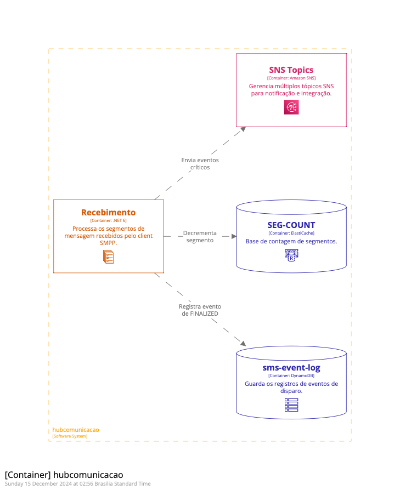 SNS Topics
[Container: Amazon SNS]
Gerencia múltiplos tópicos SNS
para notificação e integração.
Envia eventos
críticos
Recebimento
[Container: .NET 6]
Processa os segmentos de
mensagem recebidos pelo client
SMPP.
Decrementa
segmento
SEG-COUNT
[Container: ElastiCache]
Base de contagem de segmentos.
Registra evento
de FINALIZED
sms-event-log
[Container: DynamoDB]
Guarda os registros de eventos de
disparo.
hubcomunicacao
[Software System]
[Container] hubcomunicacao
Sunday 15 December 2024 at 02:56 Brasilia Standard Time